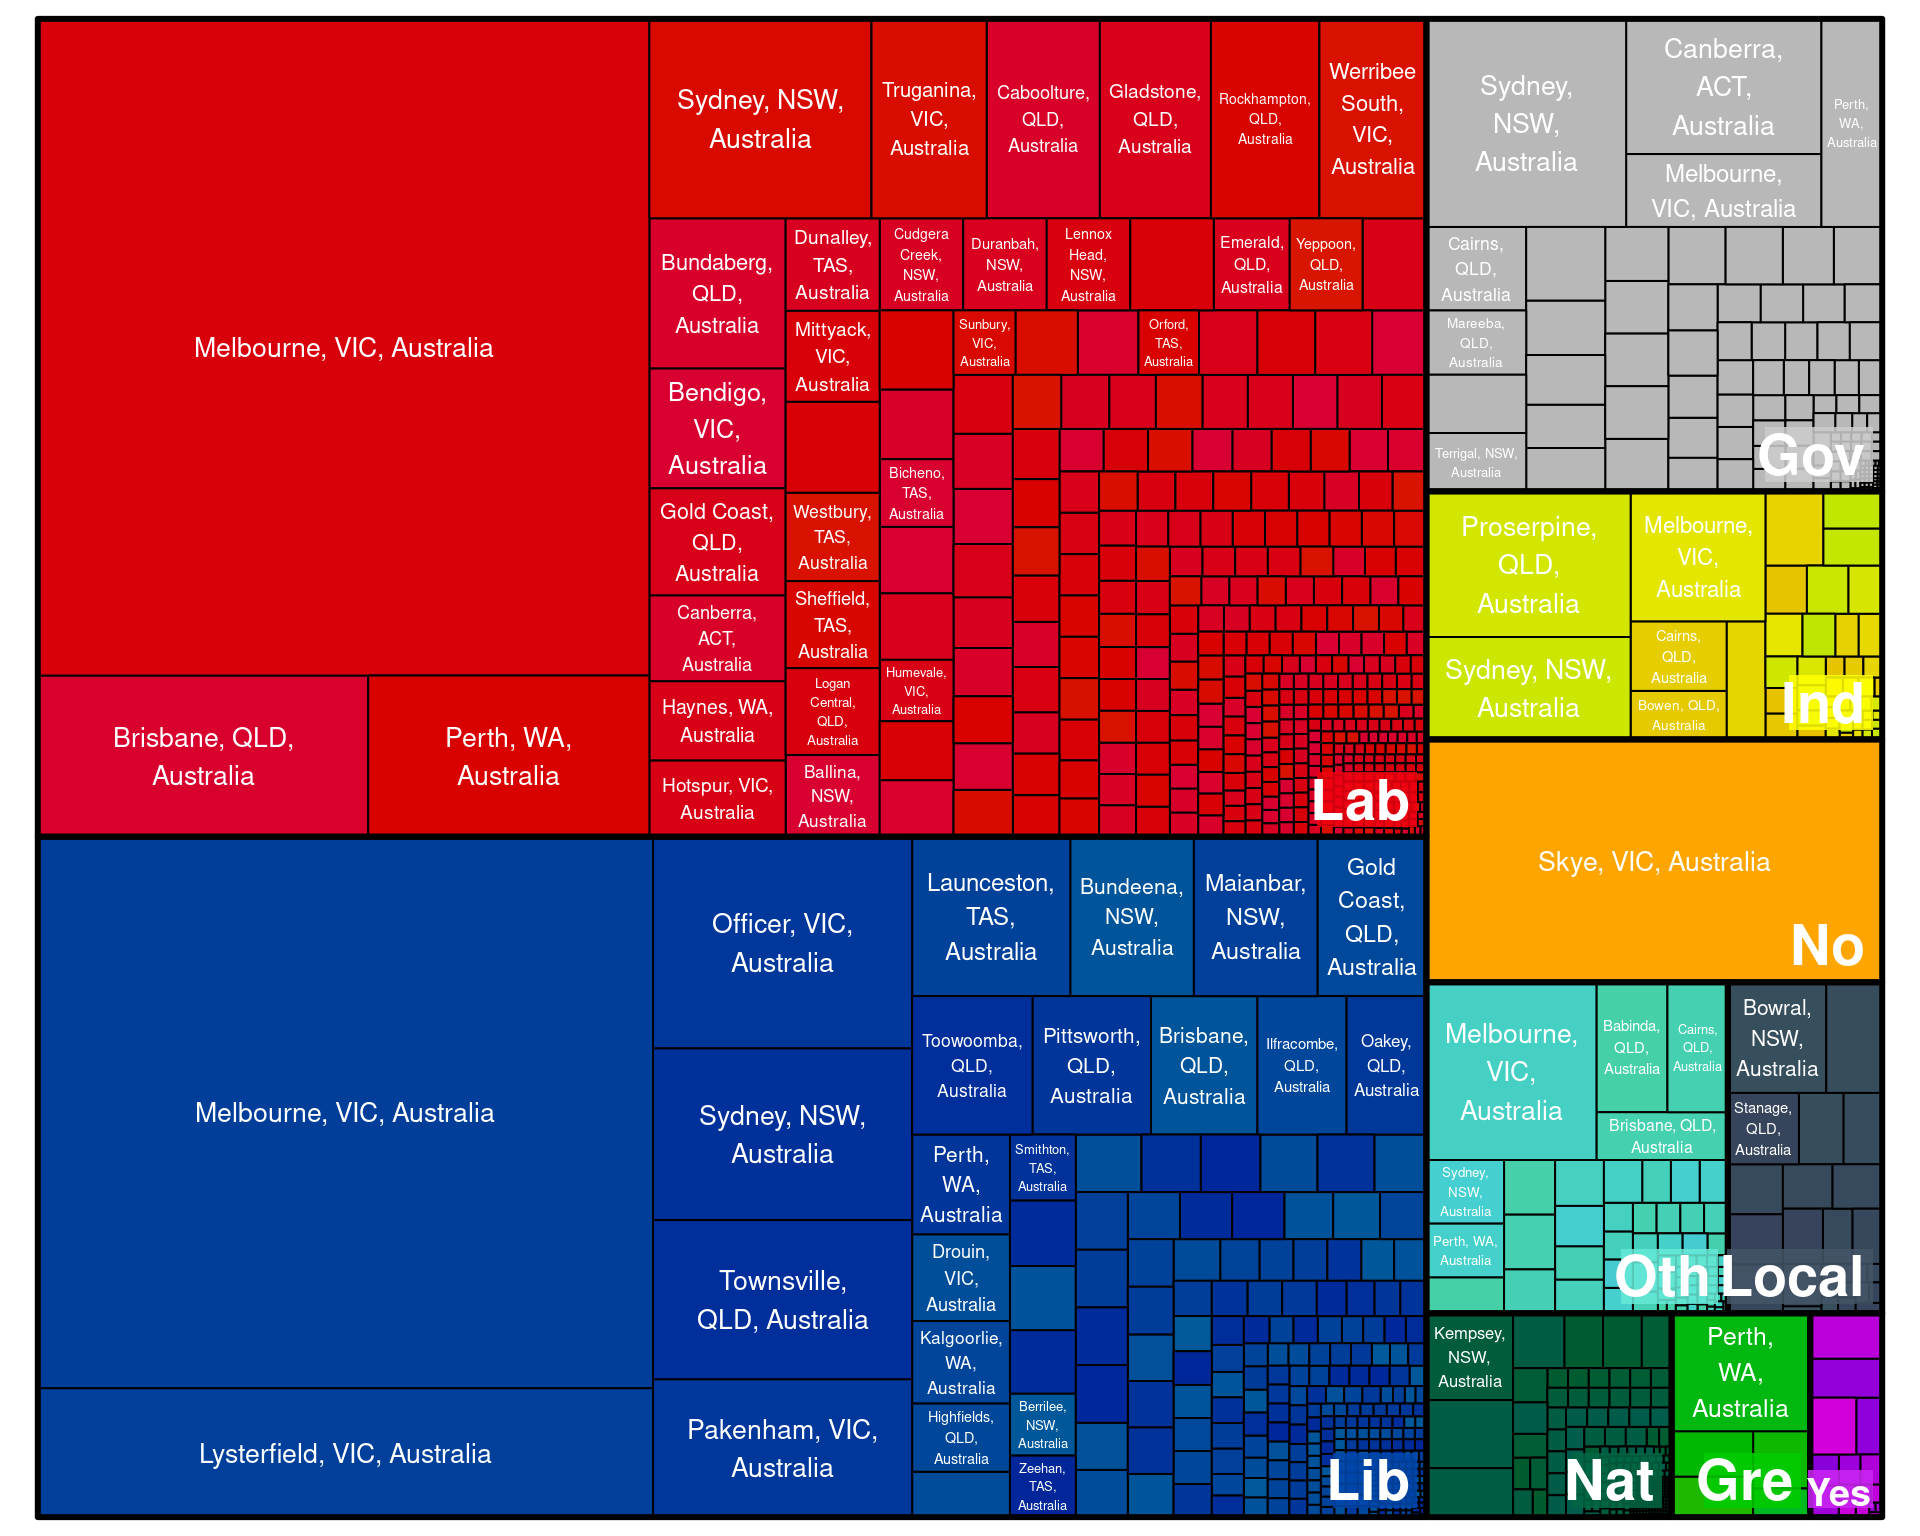 Melbourne, VIC, Australia
Brisbane, QLD,
Australia
Perth, WA,
Australia
Sydney, NSW,
Australia
Truganina,
VIC,
Australia
Caboolture,
QLD,
Australia
Gladstone,
QLD,
Australia
Rockhampton,
QLD,
Australia
Werribee
South,
VIC,
Australia
Bundaberg,
QLD,
Australia
Bendigo,
VIC,
Australia
Gold Coast,
QLD,
Australia
Canberra,
ACT,
Australia
Haynes, WA,
Australia
Hotspur, VIC,
Australia
Dunalley,
TAS,
Australia
Mittyack,
VIC,
Australia
Westbury,
TAS,
Australia
Sheffield,
TAS,
Australia
Logan
Central,
QLD,
Australia
Ballina,
NSW,
Australia
Cudgera
Creek,
NSW,
Australia
Duranbah,
NSW,
Australia
Lennox
Head,
NSW,
Australia
Emerald,
QLD,
Australia
Yeppoon,
QLD,
Australia
Sunbury,
VIC,
Australia
Orford,
TAS,
Australia
Bicheno,
TAS,
Australia
Humevale,
VIC,
Australia
Lab
Melbourne, VIC, Australia
Lysterfield, VIC, Australia
Officer, VIC,
Australia
Sydney, NSW,
Australia
Townsville,
QLD, Australia
Pakenham, VIC,
Australia
Launceston,
TAS,
Australia
Bundeena,
NSW,
Australia
Maianbar,
NSW,
Australia
Gold
Coast,
QLD,
Australia
Toowoomba,
QLD,
Australia
Pittsworth,
QLD,
Australia
Brisbane,
QLD,
Australia
Ilfracombe,
QLD,
Australia
Oakey,
QLD,
Australia
Perth,
WA,
Australia
Drouin,
VIC,
Australia
Kalgoorlie,
WA,
Australia
Highfields,
QLD,
Australia
Smithton,
TAS,
Australia
Berrilee,
NSW,
Australia
Zeehan,
TAS,
Australia
Lib
Sydney,
NSW,
Australia
Canberra,
ACT,
Australia
Melbourne,
VIC, Australia
Perth,
WA,
Australia
Cairns,
QLD,
Australia
Mareeba,
QLD,
Australia
Terrigal, NSW,
Australia
Gov
Proserpine,
QLD,
Australia
Sydney, NSW,
Australia
Melbourne,
VIC,
Australia
Cairns,
QLD,
Australia
Bowen, QLD,
Australia
Ind
Skye, VIC, Australia
No
Melbourne,
VIC,
Australia
Babinda,
QLD,
Australia
Cairns,
QLD,
Australia
Brisbane, QLD,
Australia
Sydney,
NSW,
Australia
Perth, WA,
Australia
Oth
Bowral,
NSW,
Australia
Stanage,
QLD,
Australia
Local
Kempsey,
NSW,
Australia
Nat
Perth,
WA,
Australia
Gre
Yes